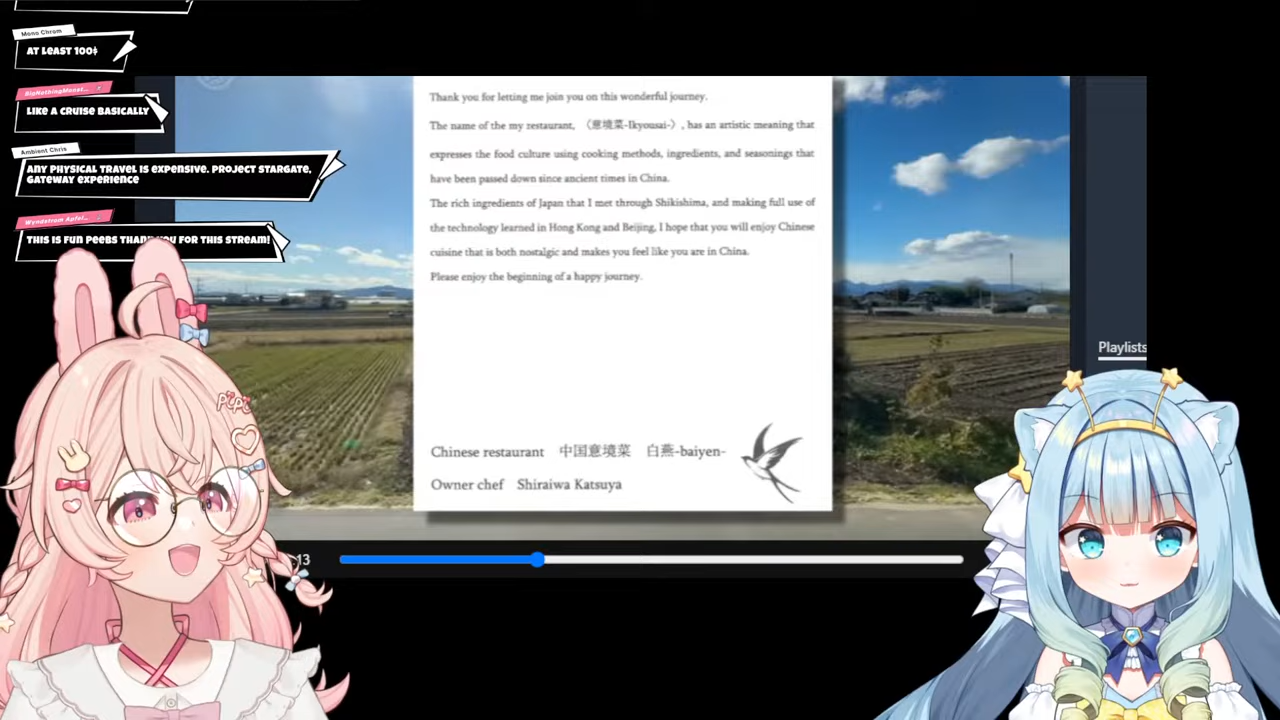 Mono Chrom
AT LEAST 100$
LIKE A CRUISE BASICALLY
Ambient Chris
ANY PHYSICAL TRAVEL IS EXPENSIVE. PROJECT STARGATE,
GATEWAY EXPERIENCE
Wyndstrom Apfel...
THIS IS FUN PEEBS THANK YOU FOR THIS STREAM!
Thank you for letting me join you on this wonderful journey.
The name of the my restaurant, 〈意境菜-Ikyousai-〉, has an artistic meaning that
expresses the food culture using cooking methods, ingredients, and seasonings that
have been passed down since ancient times in China.
The rich ingredients of Japan that I met through Shikishima, and making full use of
the technology learned in Hong Kong and Beijing, I hope that you will enjoy Chinese
cuisine that is both nostalgic and makes you feel like you are in China.
Please enjoy the beginning of a happy journey.
Chinese restaurant 中国意境菜 白燕-baiyen-
Owner chef Shiraiwa Katsuya
Playlists
13
PiPi